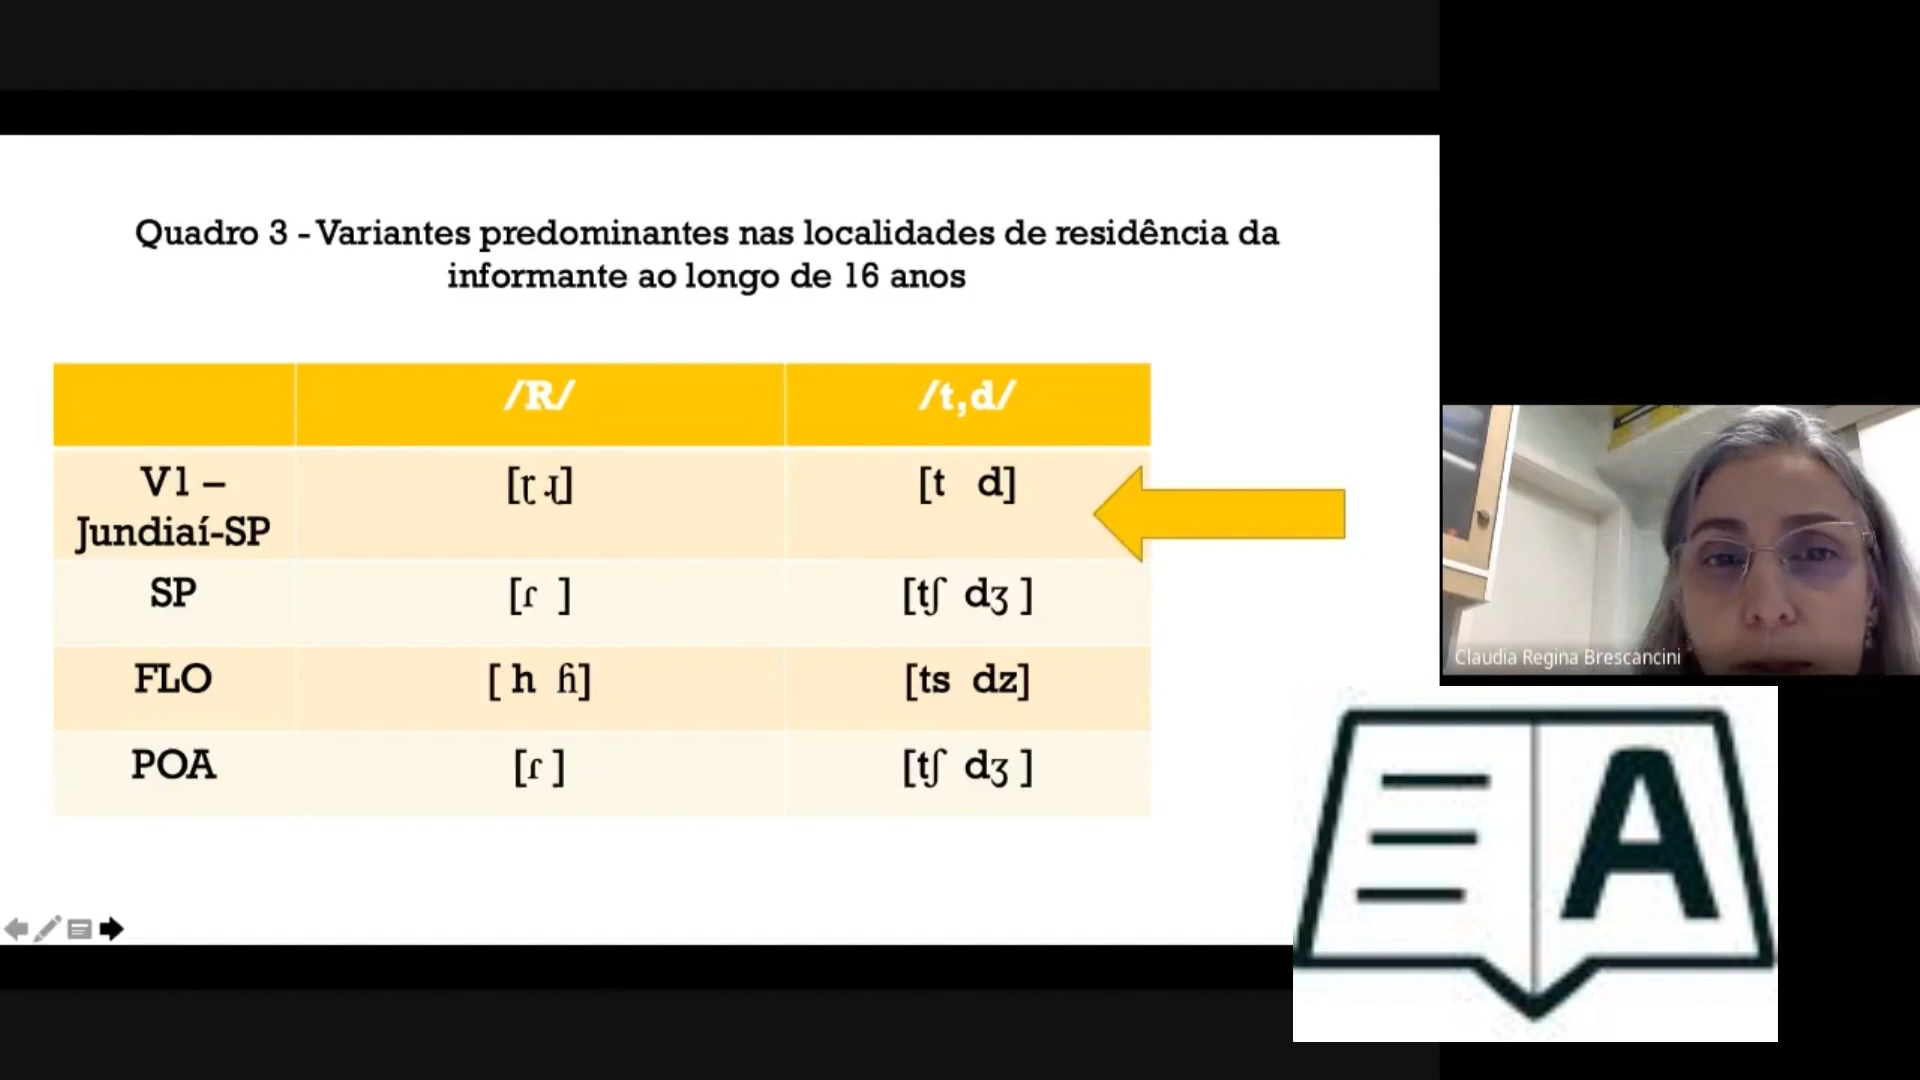 Quadro 3 - Variantes predominantes nas localidades de residência da
informante ao longo de 16 anos
/R/ /t,d/
V1 – [ɽ ɻ] [t d]
Jundiaí-SP
SP [ɾ ] [tʃ dʒ ]
FLO [ h ɦ] [ts dz]
POA [ɾ ] [tʃ dʒ ]
Claudia Regina Brescancini
A